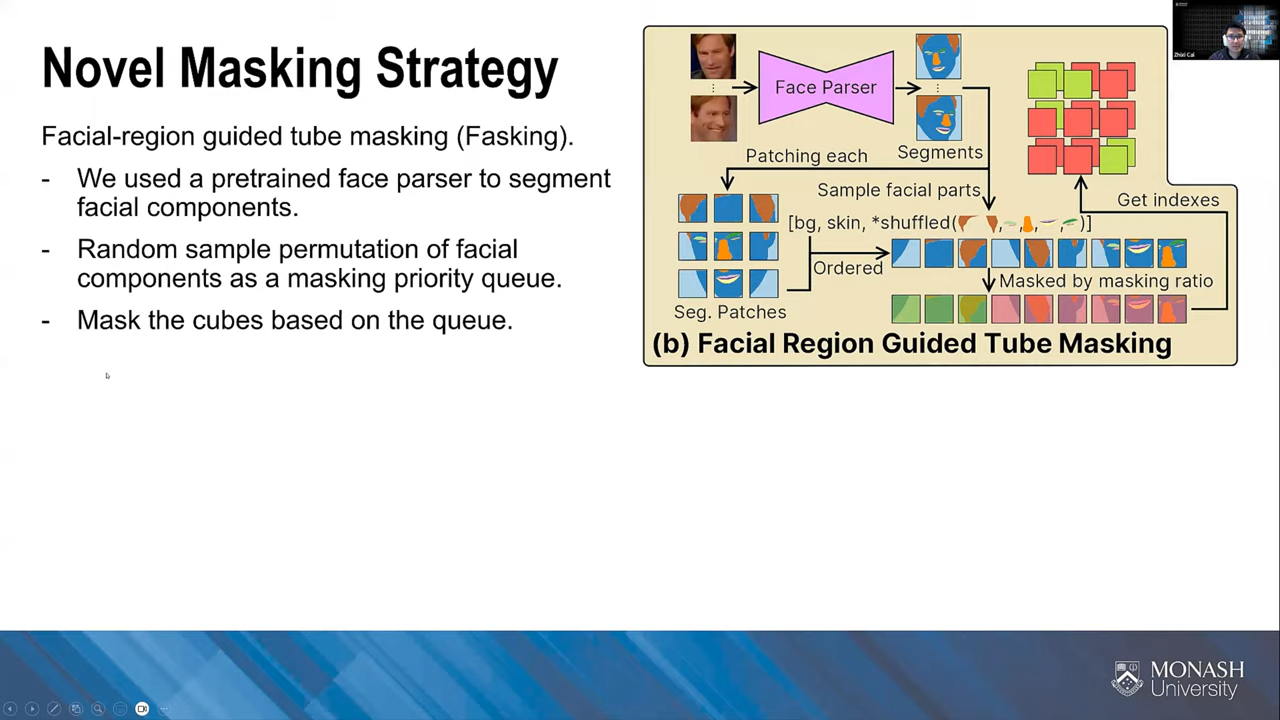 Novel Masking Strategy
Facial-region guided tube masking (Fasking).
- We used a pretrained face parser to segment
facial components.
- Random sample permutation of facial
components as a masking priority queue.
- Mask the cubes based on the queue.
Face Parser
Patching each
Segments
Sample facial parts
Get indexes
[bg, skin, *shuffled( , , , , )]
Ordered
Masked by masking ratio
Seg. Patches
(b) Facial Region Guided Tube Masking
Zhixi Cai
MONASH
University